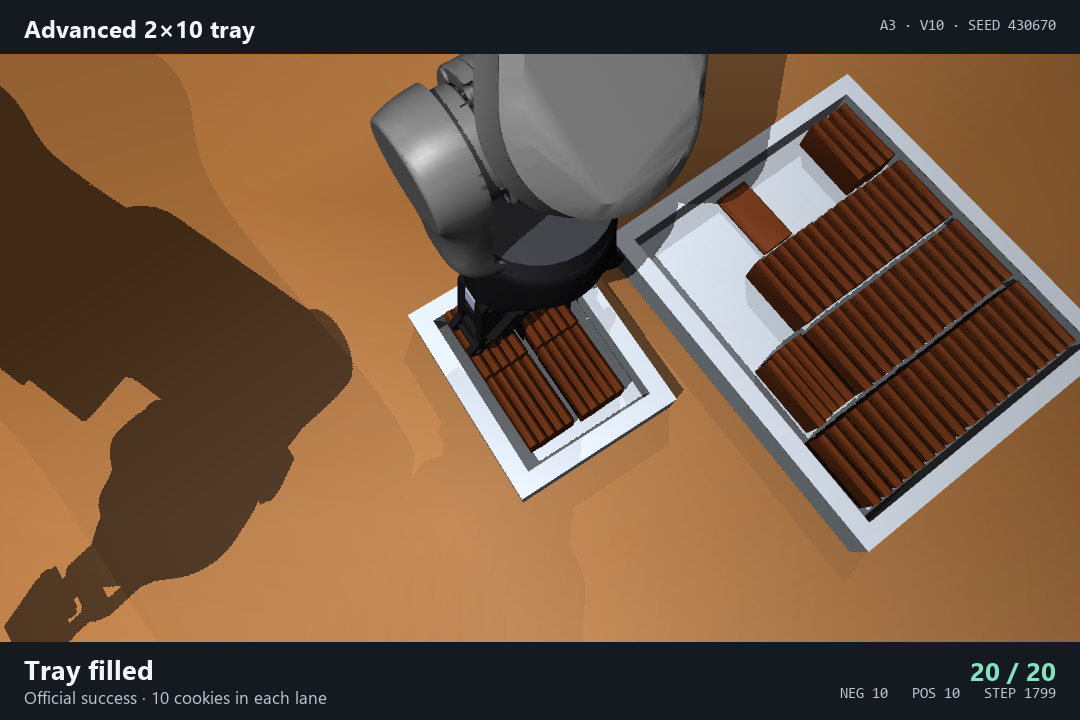 Advanced 2×10 tray
A3 · V10 · SEED 430670
Tray filled
Official success · 10 cookies in each lane
20 / 20
NEG 10 POS 10 STEP 1799